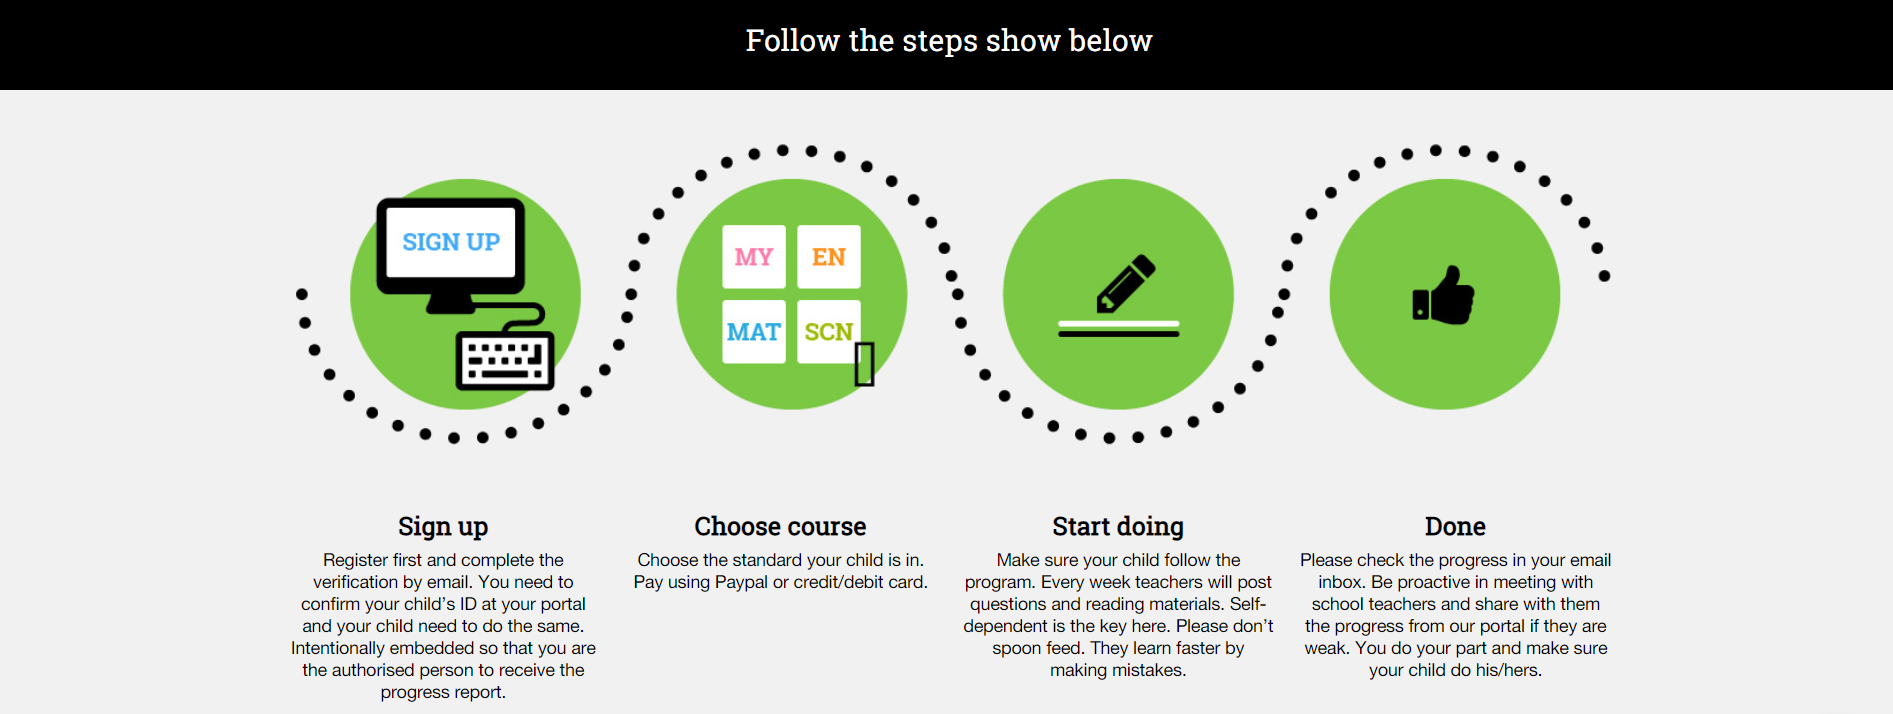 Follow the steps show below
SIGN UP
MY EN
MAT SCN
Sign up
Register first and complete the
verification by email. You need to
confirm your child's ID at your portal
and your child need to do the same.
Intentionally embedded so that you are
the authorised person to receive the
progress report.
Choose course
Choose the standard your child is in.
Pay using Paypal or credit/debit card.
Start doing
Make sure your child follow the
program. Every week teachers will post
questions and reading materials. Self-
dependent is the key here. Please don't
spoon feed. They learn faster by
making mistakes.
Done
Please check the progress in your email
inbox. Be proactive in meeting with
school teachers and share with them
the progress from our portal if they are
weak. You do your part and make sure
your child do his/hers.